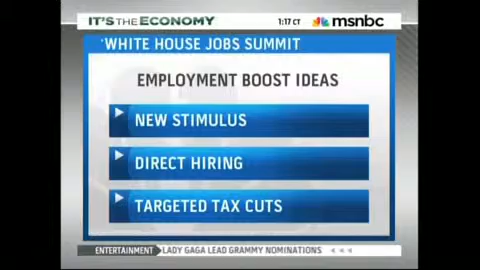 IT'S THE ECONOMY
1:17 CT
msnbc
'WHITE HOUSE JOBS SUMMIT
EMPLOYMENT BOOST IDEAS
NEW STIMULUS
DIRECT HIRING
TARGETED TAX CUTS
ENTERTAINMENT LADY GAGA LEAD GRAMMY NOMINATIONS